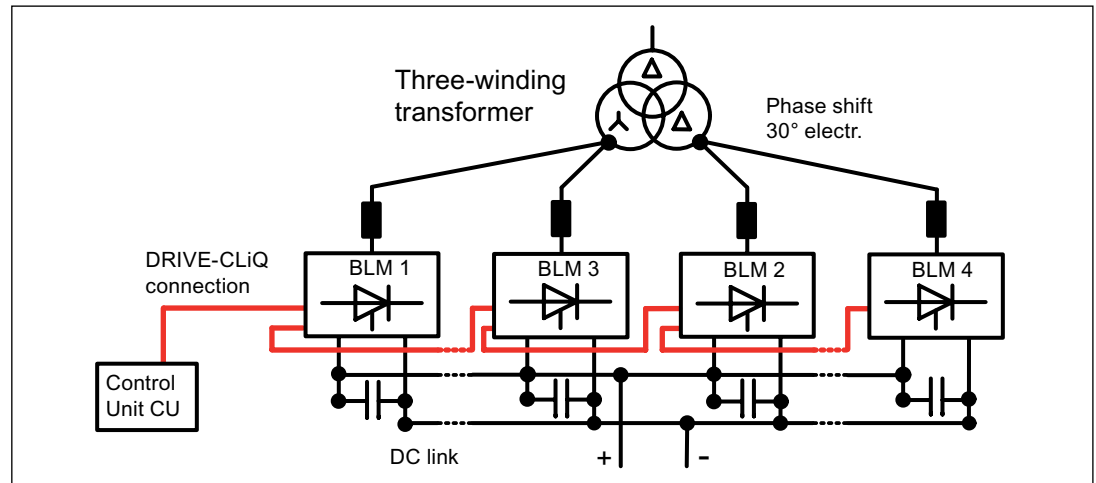 Three-winding
transformer
Phase shift
30° electr.
DRIVE-CLiQ
connection
BLM 1
BLM 3
BLM 2
BLM 4
Control
Unit CU
DC link
+
-